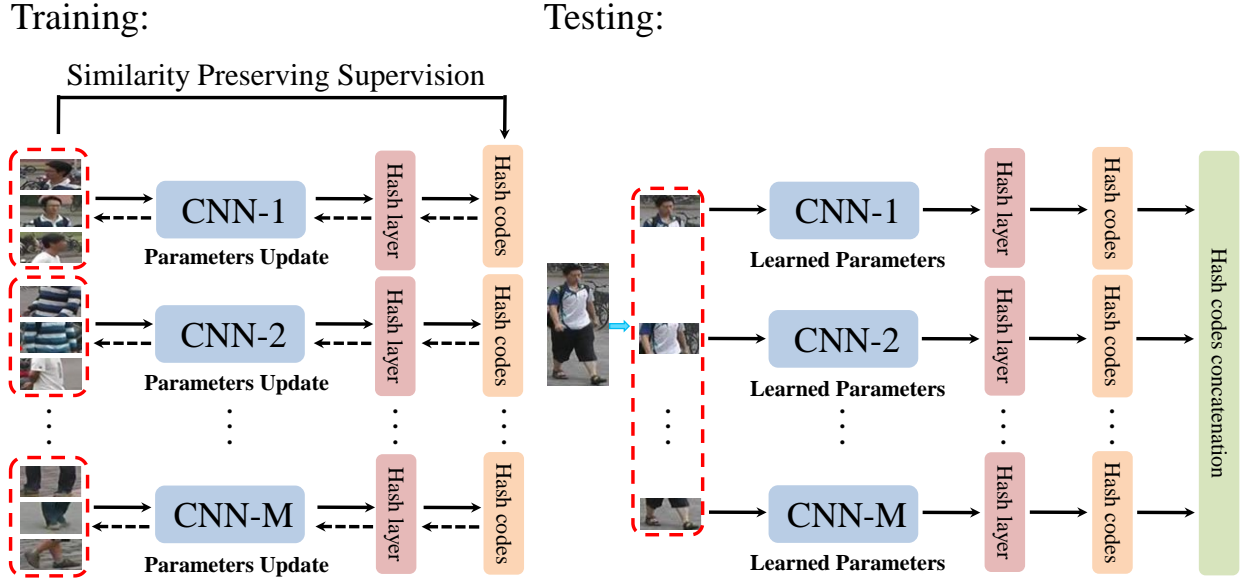 Training:
Similarity Preserving Supervision
CNN-1
Parameters Update
Hash layer
Hash codes
CNN-2
Parameters Update
Hash layer
Hash codes
CNN-M
Parameters Update
Hash layer
Hash codes
Testing:
CNN-1
Learned Parameters
Hash layer
Hash codes
CNN-2
Learned Parameters
Hash layer
Hash codes
CNN-M
Learned Parameters
Hash layer
Hash codes
Hash codes concatenation